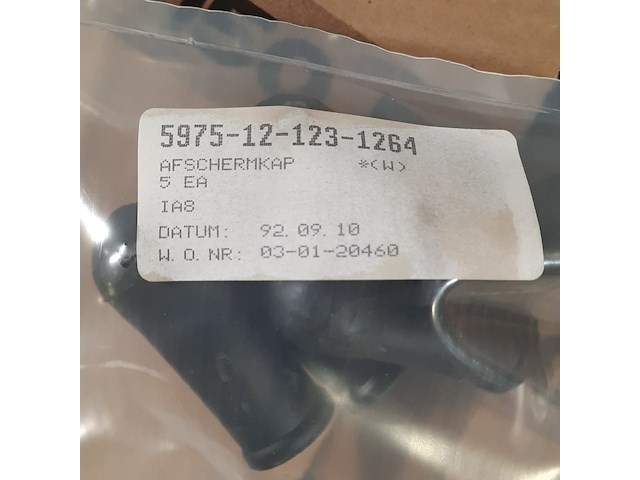 5975-12-123-1264
AFSCHERMKAP *(W)
5 EA
IA8
DATUM: 92.09.10
W.O.NR: 03-01-20460